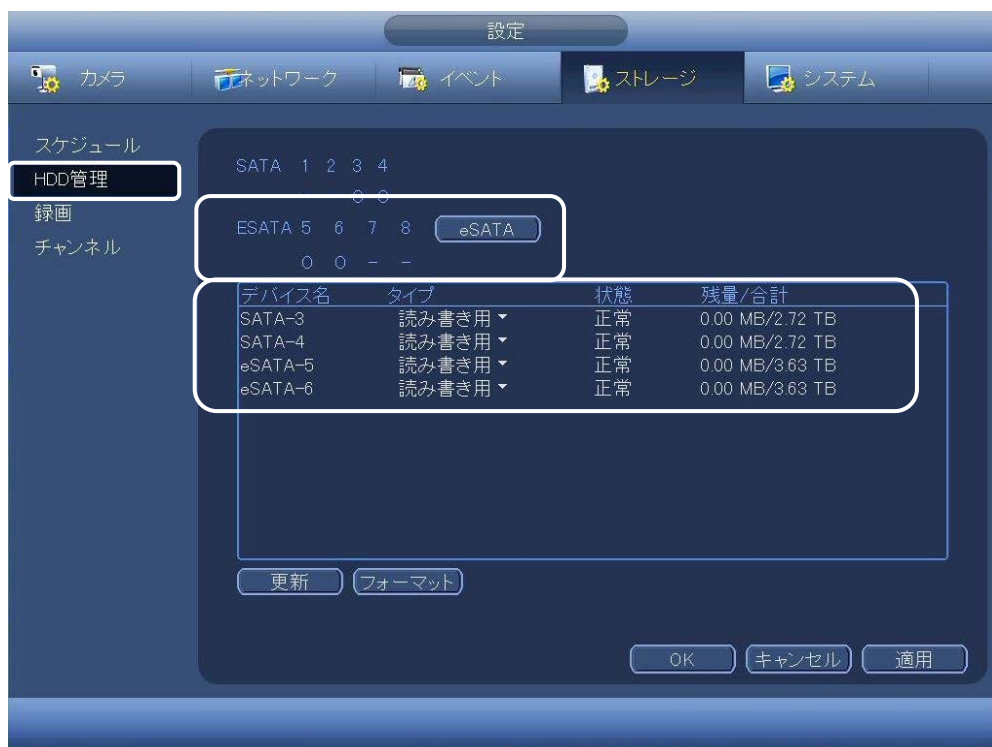 設定
カメラ ネットワーク イベント ストレージ システム
スケジュール
HDD管理
録画
チャンネル
SATA 1 2 3 4
- - O O
ESATA 5 6 7 8 eSATA
O O - -
デバイス名 タイプ 状態 残量/合計
SATA-3 読み書き用 正常 0.00 MB/2.72 TB
SATA-4 読み書き用 正常 0.00 MB/2.72 TB
eSATA-5 読み書き用 正常 0.00 MB/3.63 TB
eSATA-6 読み書き用 正常 0.00 MB/3.63 TB
更新 フォーマット
OK キャンセル 適用